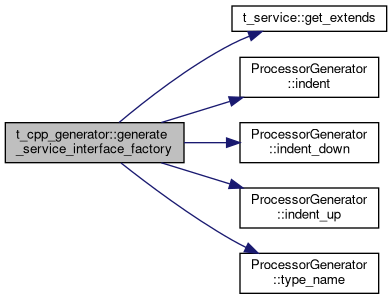 t_service::get_extends
ProcessorGenerator
::indent
t_cpp_generator::generate
_service_interface_factory
ProcessorGenerator
::indent_down
ProcessorGenerator
::indent_up
ProcessorGenerator
::type_name